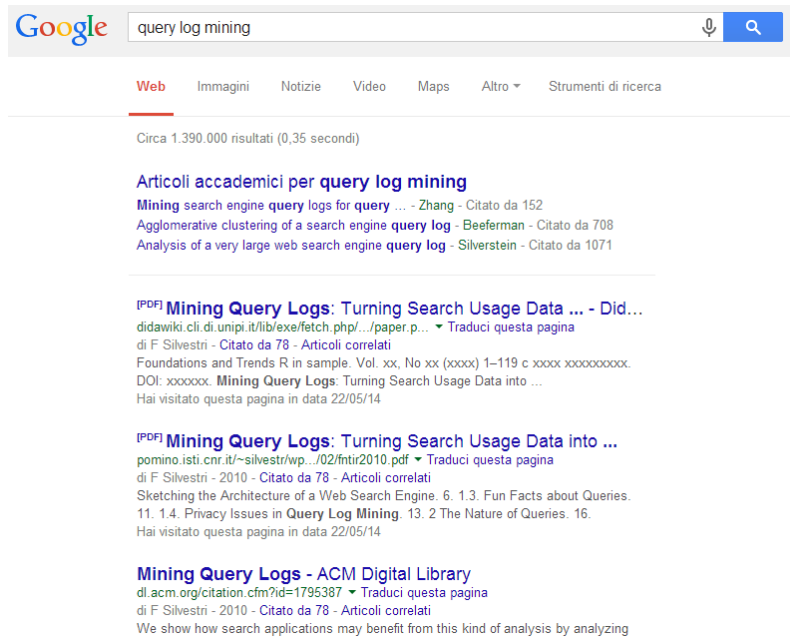 Google
query log mining
Web Immagini Notizie Video Maps Altro Strumenti di ricerca
Circa 1.390.000 risultati (0,35 secondi)
Articoli accademici per query log mining
Mining search engine query logs for query ... - Zhang - Citato da 152
Agglomerative clustering of a search engine query log - Beeferman - Citato da 708
Analysis of a very large web search engine query log - Silverstein - Citato da 1071
[PDF] Mining Query Logs: Turning Search Usage Data ... - Did...
didawiki.cli.di.unipi.it/lib/exe/fetch.php/.../paper.p... Traduci questa pagina
di F Silvestri - Citato da 78 - Articoli correlati
Foundations and Trends R in sample. Vol. xx, No xx (xxxx) 1–119 c xxxx xxxxxxxxx.
DOI: xxxxxx. Mining Query Logs: Turning Search Usage Data into ...
Hai visitato questa pagina in data 22/05/14
[PDF] Mining Query Logs: Turning Search Usage Data into ...
pomino.isti.cnr.it/~silvestr/wp.../02/fntir2010.pdf Traduci questa pagina
di F Silvestri - 2010 - Citato da 78 - Articoli correlati
Sketching the Architecture of a Web Search Engine. 6. 1.3. Fun Facts about Queries.
11. 1.4. Privacy Issues in Query Log Mining. 13. 2 The Nature of Queries. 16.
Hai visitato questa pagina in data 22/05/14
Mining Query Logs - ACM Digital Library
dl.acm.org/citation.cfm?id=1795387 Traduci questa pagina
di F Silvestri - 2010 - Citato da 78 - Articoli correlati
We show how search applications may benefit from this kind of analysis by analyzing